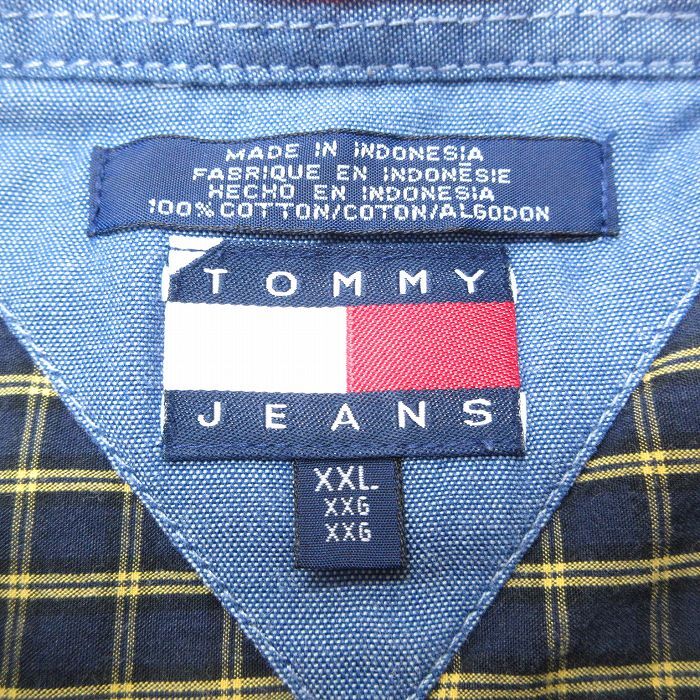 MADE IN INDONESIA
FABRIQUE EN INDONÉSIE
HECHO EN INDONESIA
100% COTTON/COTON/ALGODON
TOMMY
JEANS
XXL
XXG
XXG